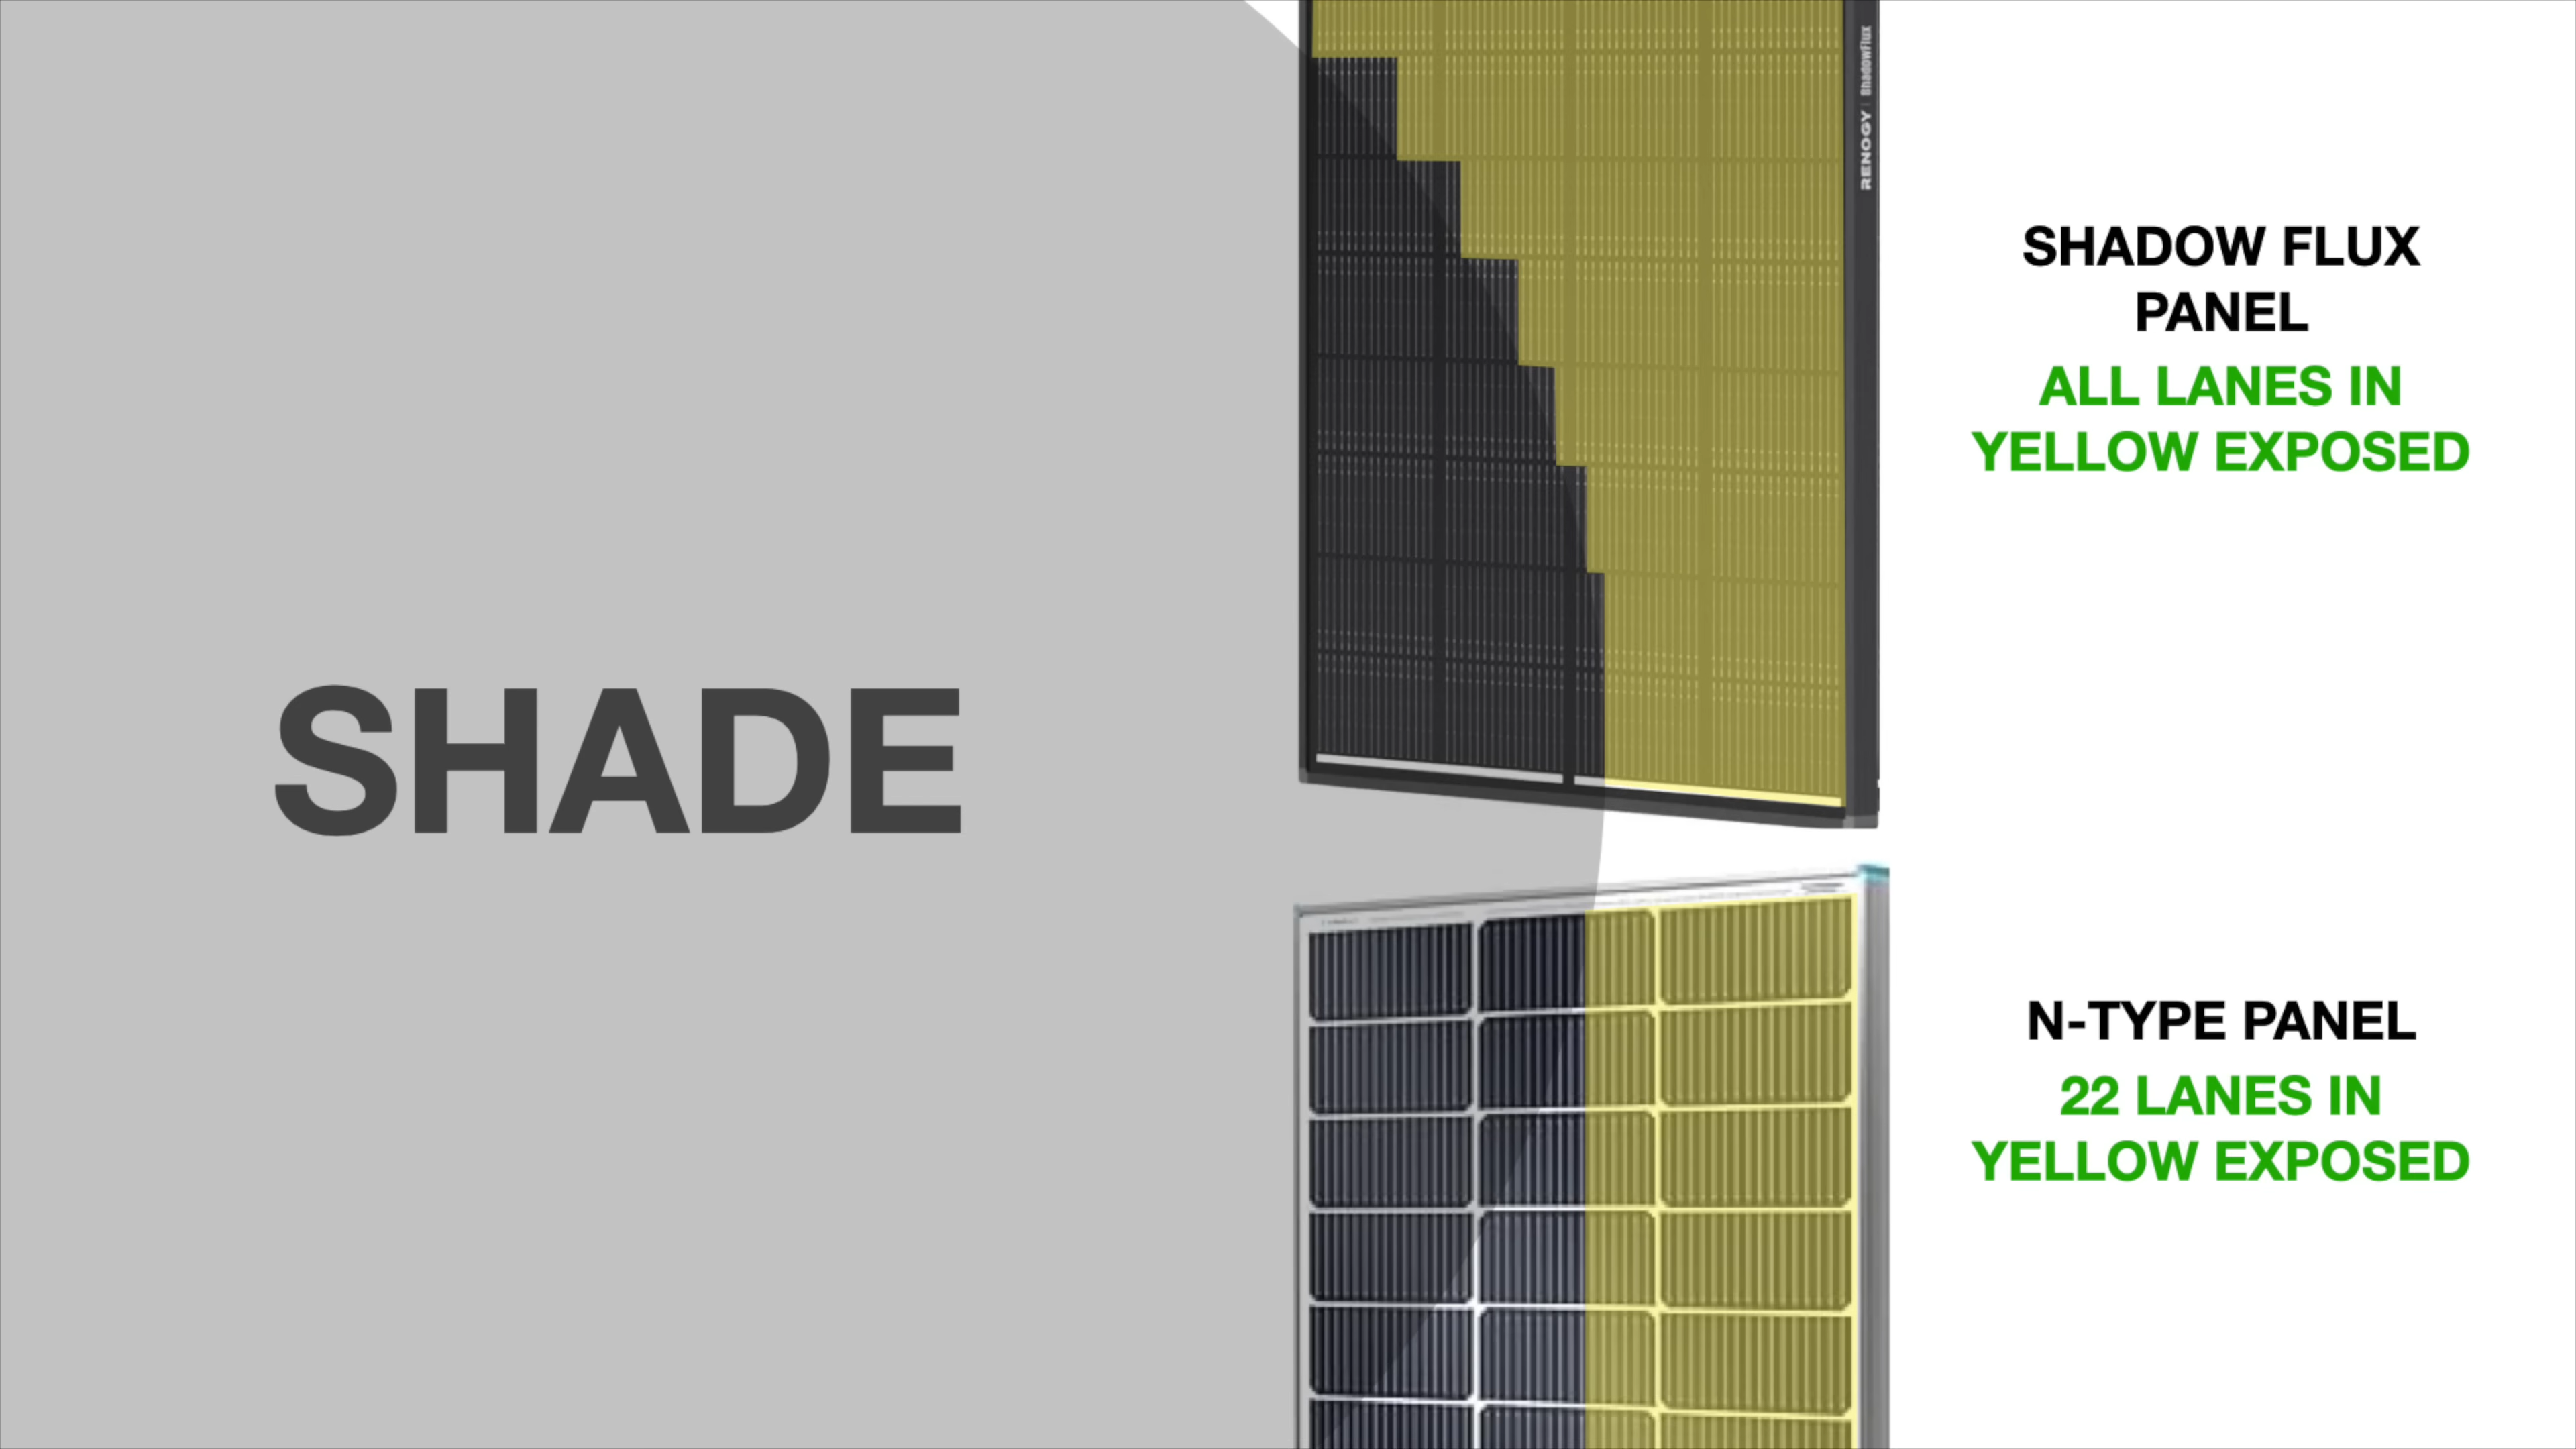 RENOGY | ShadowFlux
SHADOW FLUX
PANEL
ALL LANES IN
YELLOW EXPOSED
SHADE
N-TYPE PANEL
22 LANES IN
YELLOW EXPOSED